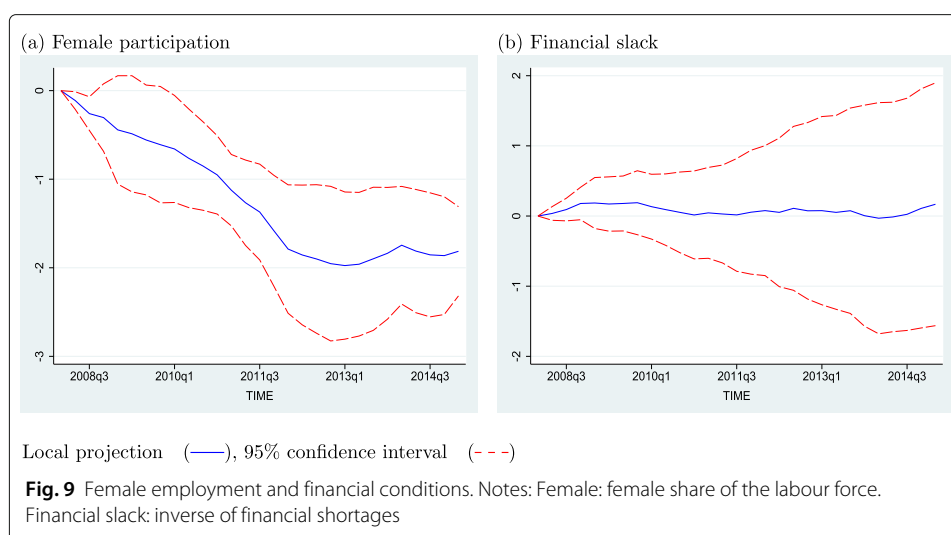 (a) Female participation
(b) Financial slack
0
-1
-2
-3
2008q3 2010q1 2011q3 2013q1 2014q3
TIME
2
1
0
-1
-2
2008q3 2010q1 2011q3 2013q1 2014q3
TIME
Local projection (——), 95% confidence interval (- - -)
Fig. 9 Female employment and financial conditions. Notes: Female: female share of the labour force.
Financial slack: inverse of financial shortages